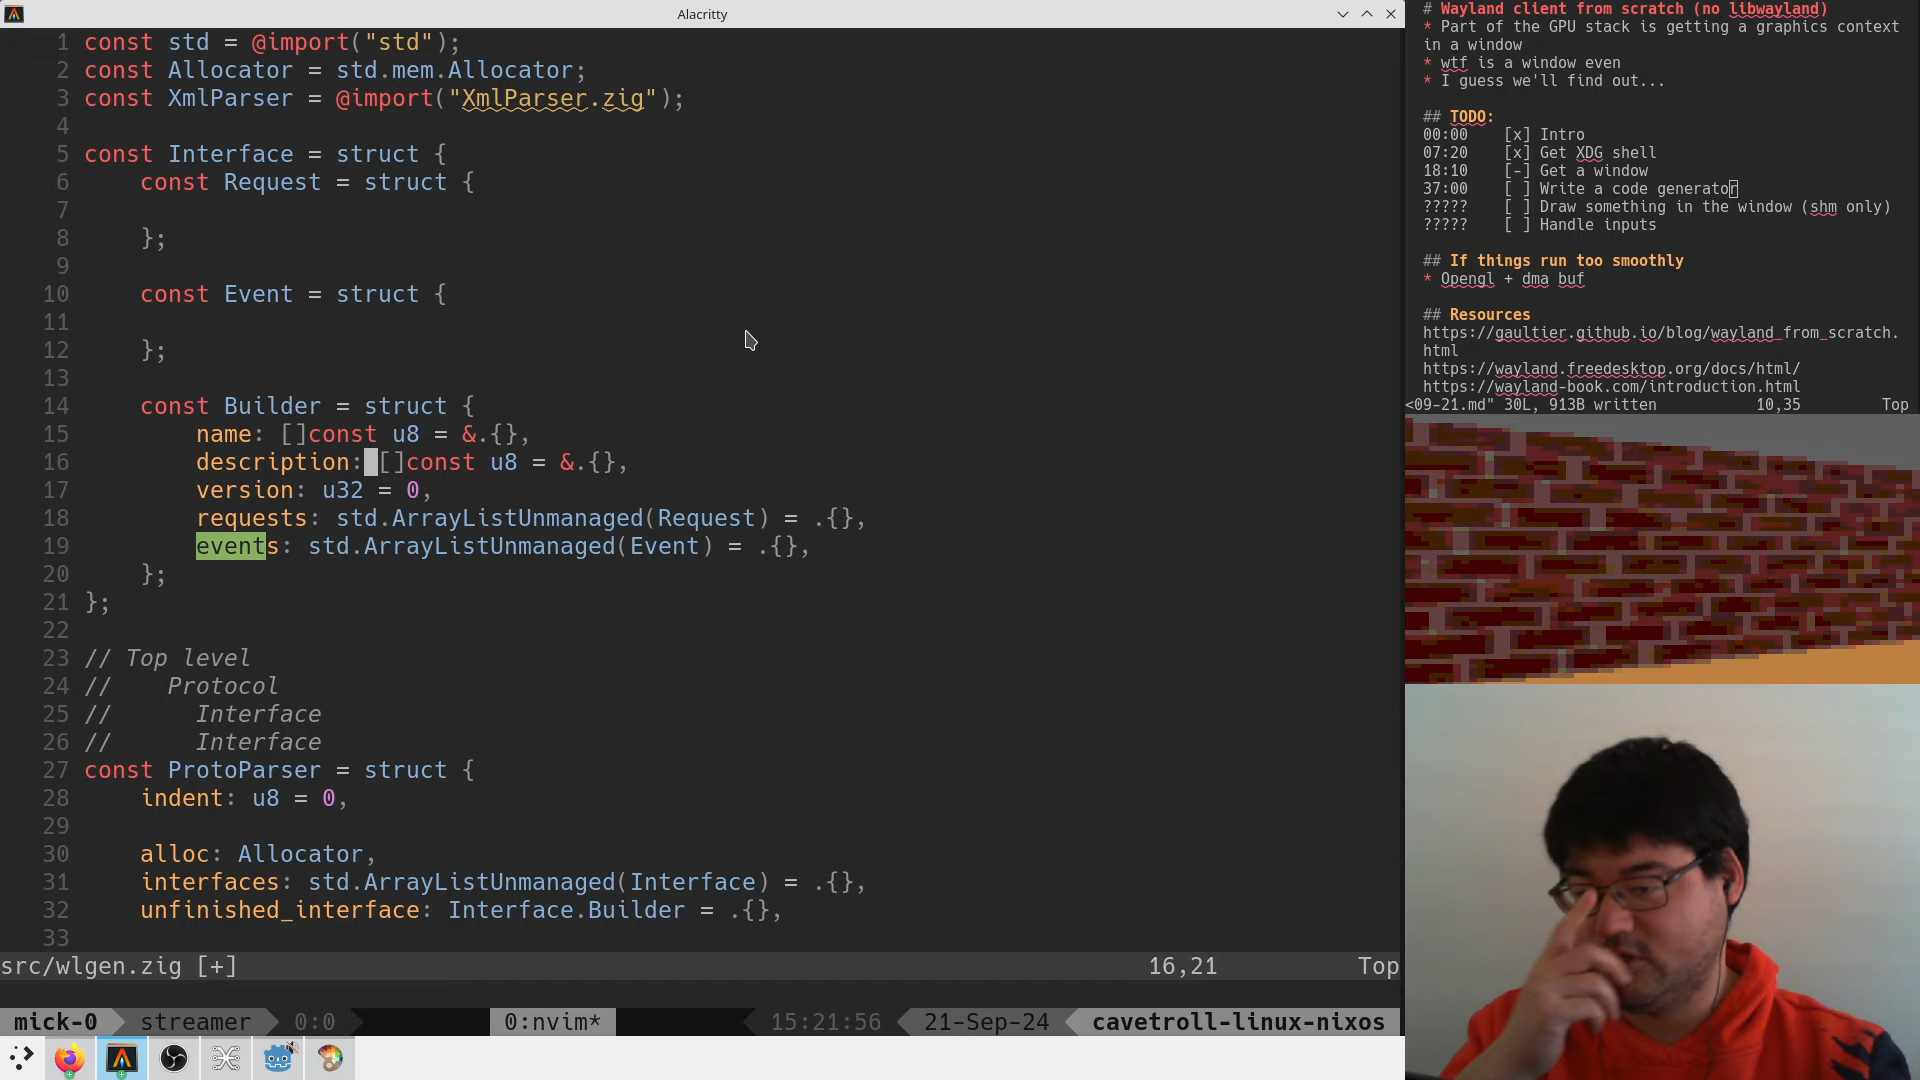 Alacritty
1 const std = @import("std");
2 const Allocator = std.mem.Allocator;
3 const XmlParser = @import("XmlParser.zig");
4
5 const Interface = struct {
6     const Request = struct {
7
8     };
9
10     const Event = struct {
11
12     };
13
14     const Builder = struct {
15         name: []const u8 = &.{},
16         description: []const u8 = &.{},
17         version: u32 = 0,
18         requests: std.ArrayListUnmanaged(Request) = .{},
19         events: std.ArrayListUnmanaged(Event) = .{},
20     };
21 };
22
23 // Top level
24 //    Protocol
25 //      Interface
26 //      Interface
27 const ProtoParser = struct {
28     indent: u8 = 0,
29
30     alloc: Allocator,
31     interfaces: std.ArrayListUnmanaged(Interface) = .{},
32     unfinished_interface: Interface.Builder = .{},
33
src/wlgen.zig [+] 16,21 Top
mick-0 streamer 0:0 0:nvim* 15:21:56 21-Sep-24 cavetroll-linux-nixos
# Wayland client from scratch (no libwayland)
* Part of the GPU stack is getting a graphics context
in a window
* wtf is a window even
* I guess we'll find out...
## TODO:
00:00    [x] Intro
07:20    [x] Get XDG shell
18:10    [-] Get a window
37:00    [ ] Write a code generator
?????    [ ] Draw something in the window (shm only)
?????    [ ] Handle inputs
## If things run too smoothly
* Opengl + dma buf
## Resources
https://gaultier.github.io/blog/wayland_from_scratch.
html
https://wayland.freedesktop.org/docs/html/
https://wayland-book.com/introduction.html
<09-21.md" 30L, 913B written 10,35 Top